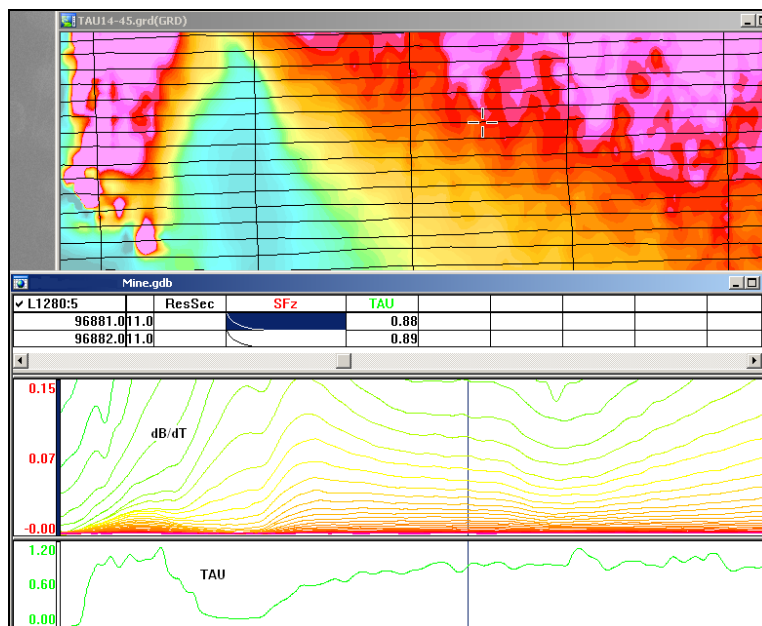 TAU14-45.grd(GRD)
Mine.gdb
✓ L1280:5 ResSec SFz TAU
96881.0 11.0 0.88
96882.0 11.0 0.89
0.15
dB/dT
0.07
-0.00
1.20
TAU
0.60
0.00